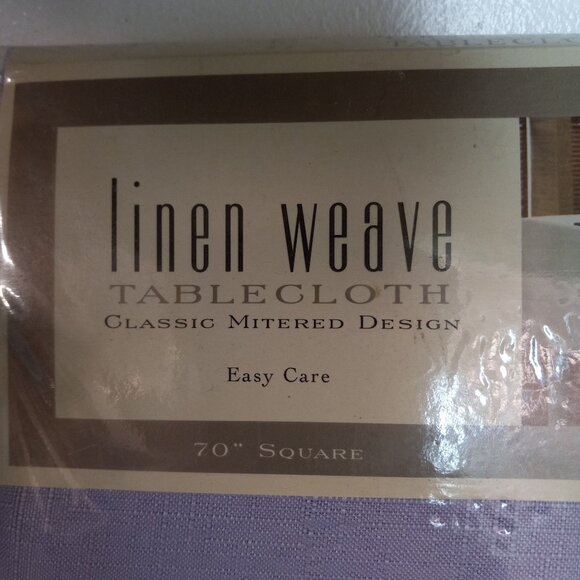 linen weave
TABLECLOTH
CLASSIC MITERED DESIGN
Easy Care
70" SQUARE